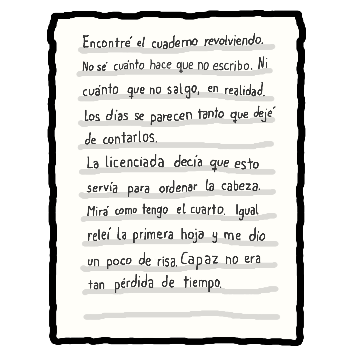 Encontré el cuaderno revolviendo.
No sé cuánto hace que no escribo. Ni
cuánto que no salgo, en realidad.
Los días se parecen tanto que dejé
de contarlos.
La licenciada decía que esto
servía para ordenar la cabeza.
Mirá como tengo el cuarto. Igual
releí la primera hoja y me dio
un poco de risa. Capaz no era
tan pérdida de tiempo.